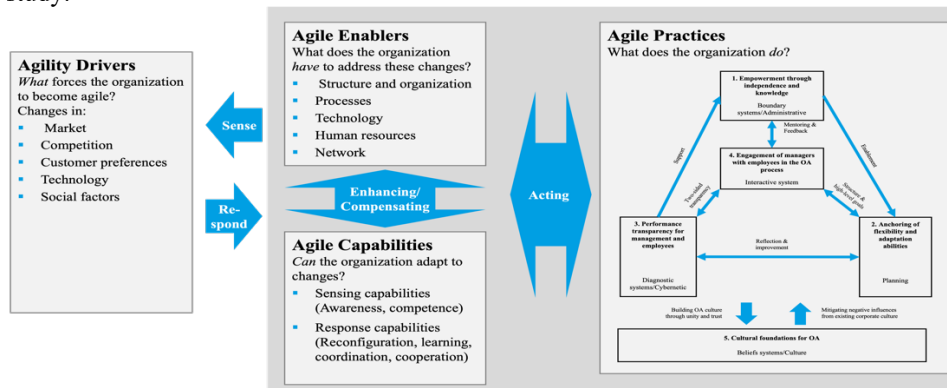 Agility Drivers
What forces the organization
to become agile?
Changes in:
Market
Competition
Customer preferences
Technology
Social factors
Sense
Re-
spond
Agile Enablers
What does the organization
have to address these changes?
Structure and organization
Processes
Technology
Human resources
Network
Enhancing/
Compensating
Agile Capabilities
Can the organization adapt to
changes?
Sensing capabilities
(Awareness, competence)
Response capabilities
(Reconfiguration, learning,
coordination, cooperation)
Acting
Agile Practices
What does the organization do?
1. Empowerment through
independence and
knowledge
Boundary
systems/Administrative
Support
Mentoring &
Feedback
Enablement
4. Engagement of managers
with employees in the OA
process
Interactive system
Two-sided
transparency
Structure &
high-level goals
3. Performance
transparency for
management and
employees
Diagnostic
systems/Cybernetic
Reflection &
improvement
2. Anchoring of
flexibility and
adaptation
abilities
Planning
Building OA culture
through unity and trust
Mitigating negative influences
from existing corporate culture
5. Cultural foundations for OA
Beliefs systems/Culture